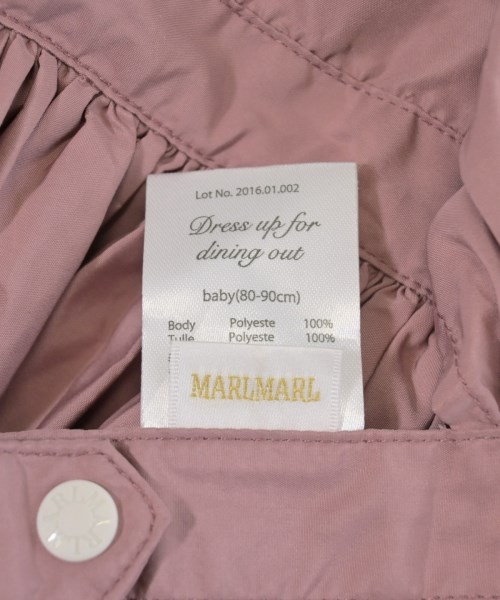 Lot No. 2016.01.002
Dress up for
dining out
baby(80-90cm)
Body Polyeste 100%
Tulle Polyeste 100%
MARLMARL